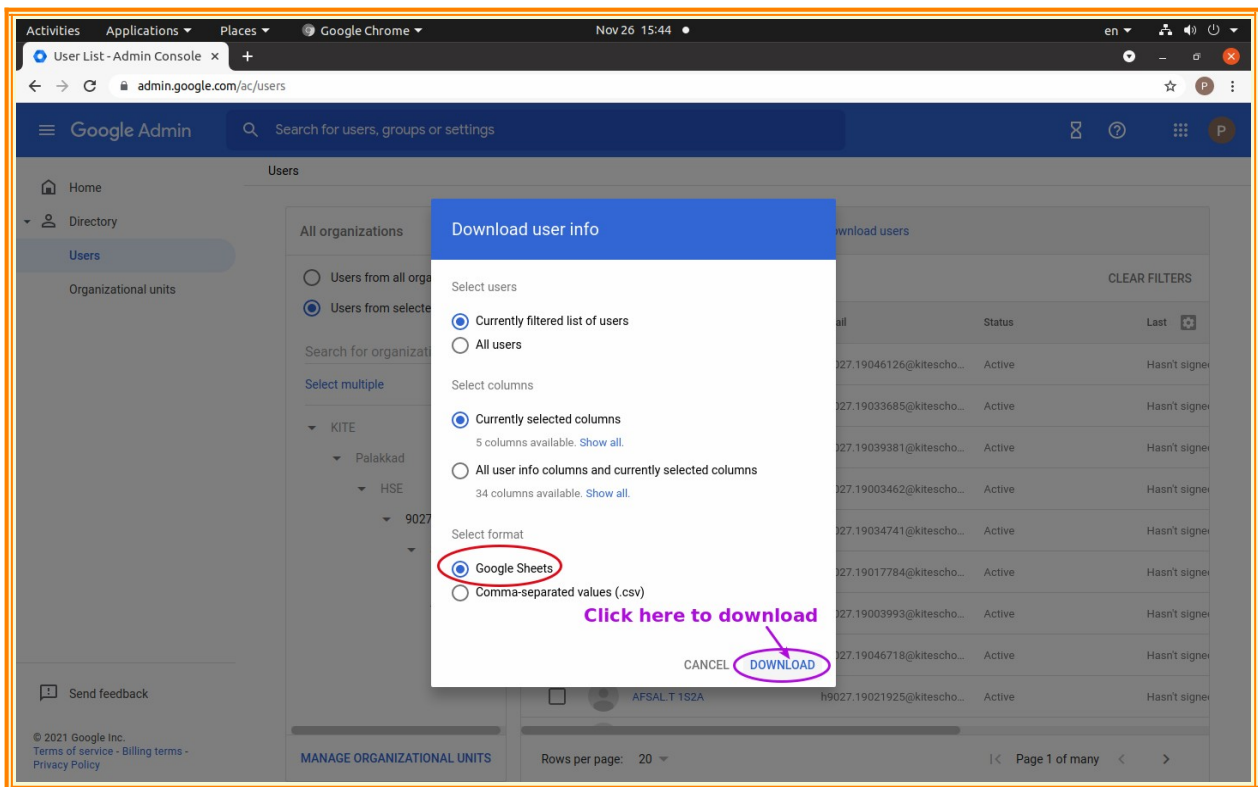 Activities Applications Places Google Chrome Nov 26 15:44 en
User List - Admin Console
admin.google.com/ac/users
Google Admin Search for users, groups or settings P
Users
Home
Directory
Users
Organizational units
All organizations
Users from all orga
Users from selecte
Search for organizati
Select multiple
KITE
Palakkad
HSE
9027
MANAGE ORGANIZATIONAL UNITS
Download user info
Select users
Currently filtered list of users
All users
Select columns
Currently selected columns
5 columns available. Show all.
All user info columns and currently selected columns
34 columns available. Show all.
Select format
Google Sheets
Comma-separated values (.csv)
Click here to download
CANCEL DOWNLOAD
wnload users
CLEAR FILTERS
ail Status Last
027.19046126@kitescho... Active Hasn't signe
027.19033685@kitescho... Active Hasn't signe
027.19039381@kitescho... Active Hasn't signe
027.19003462@kitescho... Active Hasn't signe
027.19034741@kitescho... Active Hasn't signe
027.19017784@kitescho... Active Hasn't signe
027.19003993@kitescho... Active Hasn't signe
027.19046718@kitescho... Active Hasn't signe
AFSAL.T 1S2A h9027.19021925@kitescho... Active Hasn't signe
Rows per page: 20 Page 1 of many
Send feedback
© 2021 Google Inc.
Terms of service - Billing terms -
Privacy Policy